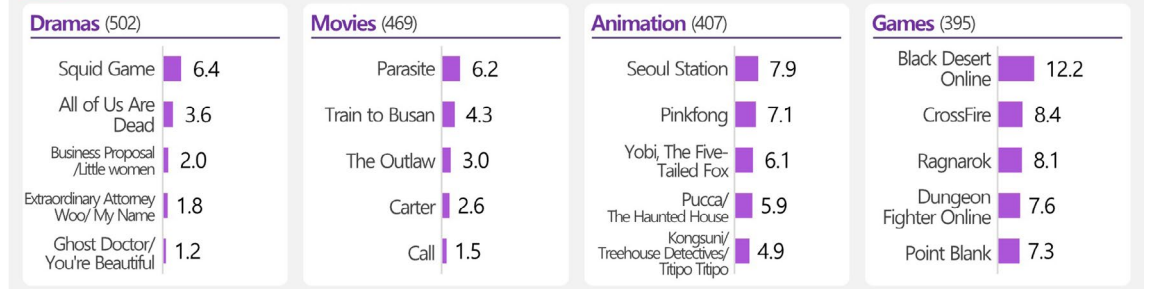 Dramas (502)
Squid Game 6.4
All of Us Are
Dead 3.6
Business Proposal
/Little women 2.0
Extraordinary Attorney
Woo/ My Name 1.8
Ghost Doctor/
You're Beautiful 1.2
Movies (469)
Parasite 6.2
Train to Busan 4.3
The Outlaw 3.0
Carter 2.6
Call 1.5
Animation (407)
Seoul Station 7.9
Pinkfong 7.1
Yobi, The Five-
Tailed Fox 6.1
Pucca/
The Haunted House 5.9
Kongsuni/
Treehouse Detectives/
Titipo Titipo 4.9
Games (395)
Black Desert
Online 12.2
CrossFire 8.4
Ragnarok 8.1
Dungeon
Fighter Online 7.6
Point Blank 7.3